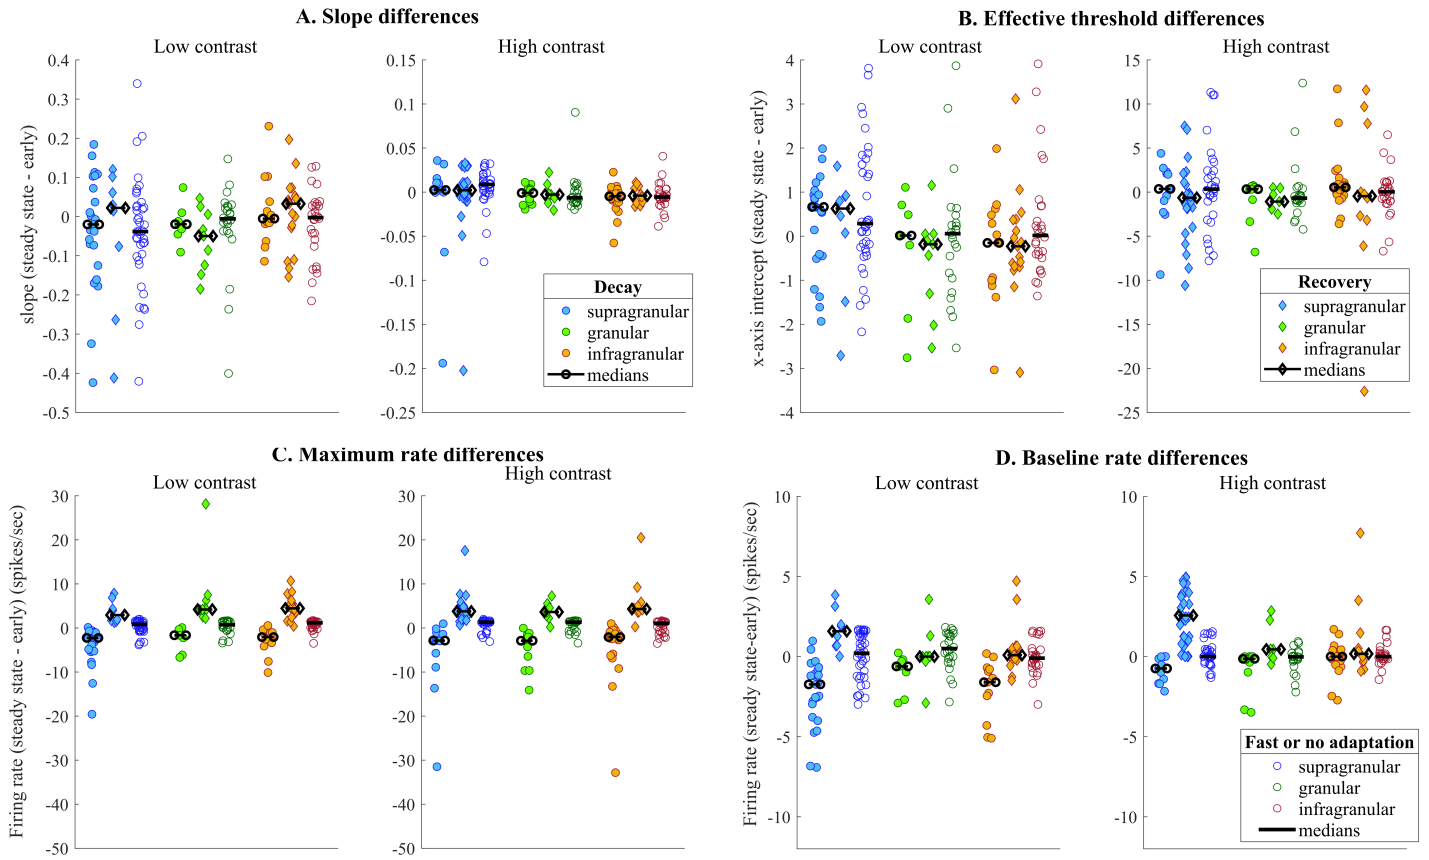 A. Slope differences
Low contrast
High contrast
slope (steady state - early)
0.4
0.3
0.2
0.1
0
-0.1
-0.2
-0.3
-0.4
-0.5
0.15
0.1
0.05
0
-0.05
-0.1
-0.15
-0.2
-0.25
Decay
supragranular
granular
infragranular
medians
B. Effective threshold differences
Low contrast
High contrast
x-axis intercept (steady state - early)
4
3
2
1
0
-1
-2
-3
-4
15
10
5
0
-5
-10
-15
-20
-25
Recovery
supragranular
granular
infragranular
medians
C. Maximum rate differences
Low contrast
High contrast
Firing rate (steady state - early) (spikes/sec)
30
20
10
0
-10
-20
-30
-40
-50
30
20
10
0
-10
-20
-30
-40
-50
D. Baseline rate differences
Low contrast
High contrast
Firing rate (sready state-early) (spikes/sec)
10
5
0
-5
-10
10
5
0
-5
-10
Fast or no adaptation
supragranular
granular
infragranular
medians